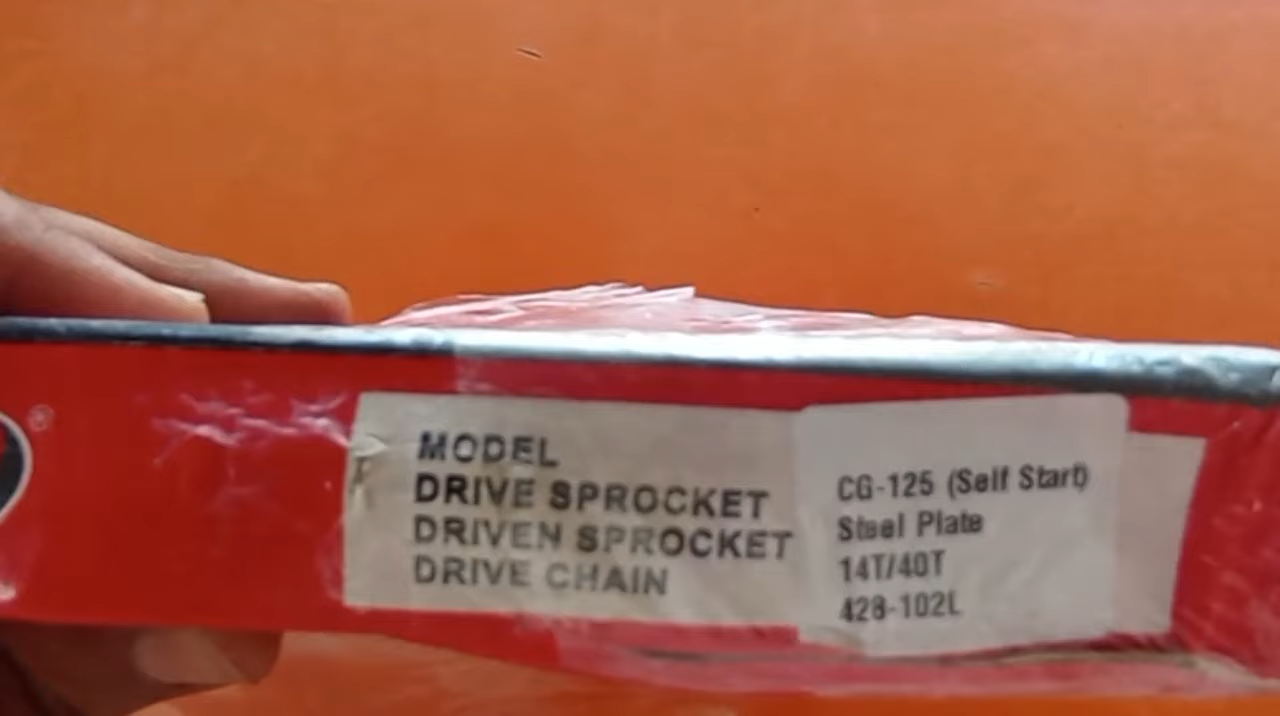 ®
MODEL
DRIVE SPROCKET
DRIVEN SPROCKET
DRIVE CHAIN
CG-125 (Self Start)
Steel Plate
14T/40T
428-102L